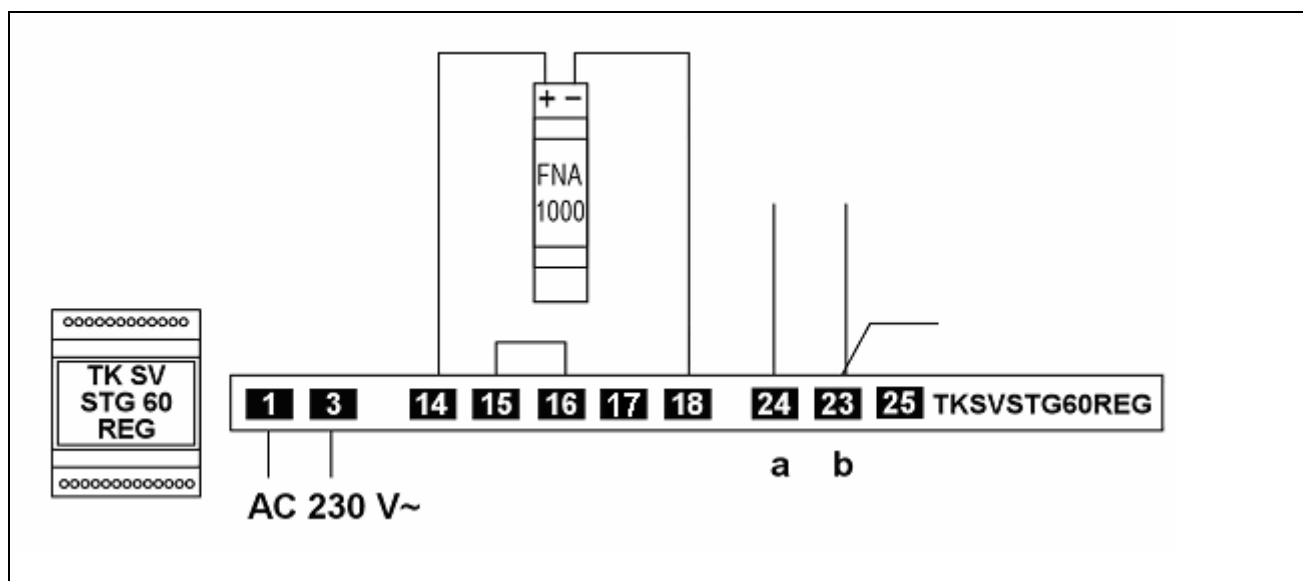 + −
FNA
1000
TK SV
STG 60
REG
1 3 14 15 16 17 18 24 23 25 TKSVSTG60REG
a b
AC 230 V~